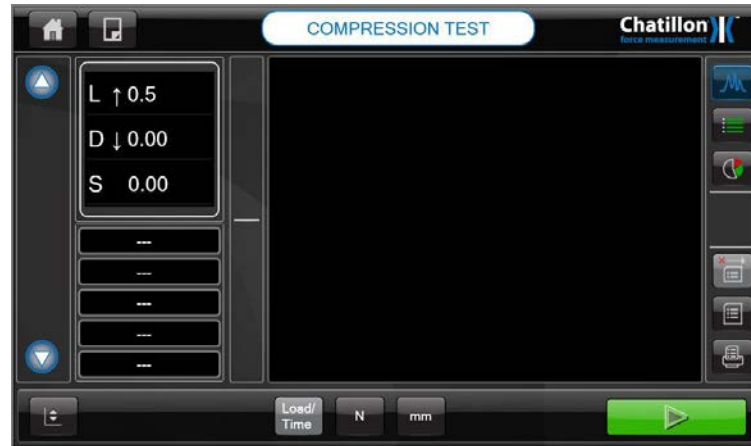 COMPRESSION TEST
Chatillon
force measurement
L ↑ 0.5
D ↓ 0.00
S 0.00
---
---
---
---
---
Load/
Time
N
mm